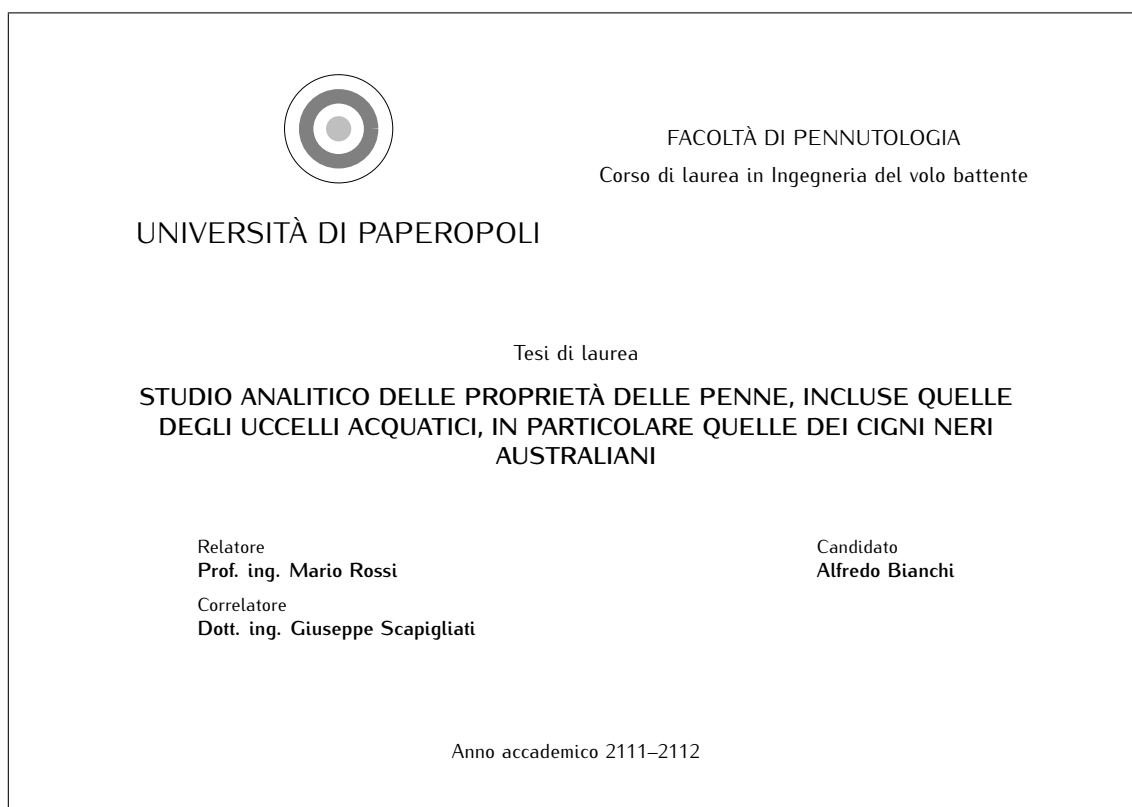 UNIVERSITÀ DI PAPEROPOLI
FACOLTÀ DI PENNUTOLOGIA
Corso di laurea in Ingegneria del volo battente
Tesi di laurea
STUDIO ANALITICO DELLE PROPRIETÀ DELLE PENNE, INCLUSE QUELLE
DEGLI UCCELLI ACQUATICI, IN PARTICOLARE QUELLE DEI CIGNI NERI
AUSTRALIANI
Relatore
Prof. ing. Mario Rossi
Correlatore
Dott. ing. Giuseppe Scapigliati
Candidato
Alfredo Bianchi
Anno accademico 2111–2112